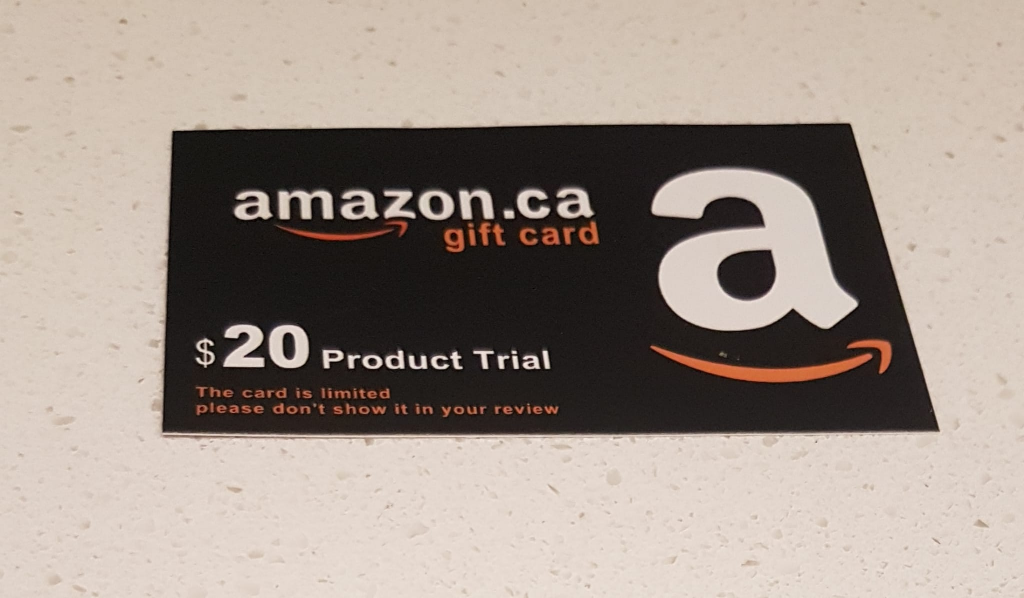 amazon.ca
gift card
a
$20 Product Trial
The card is limited
please don't show it in your review